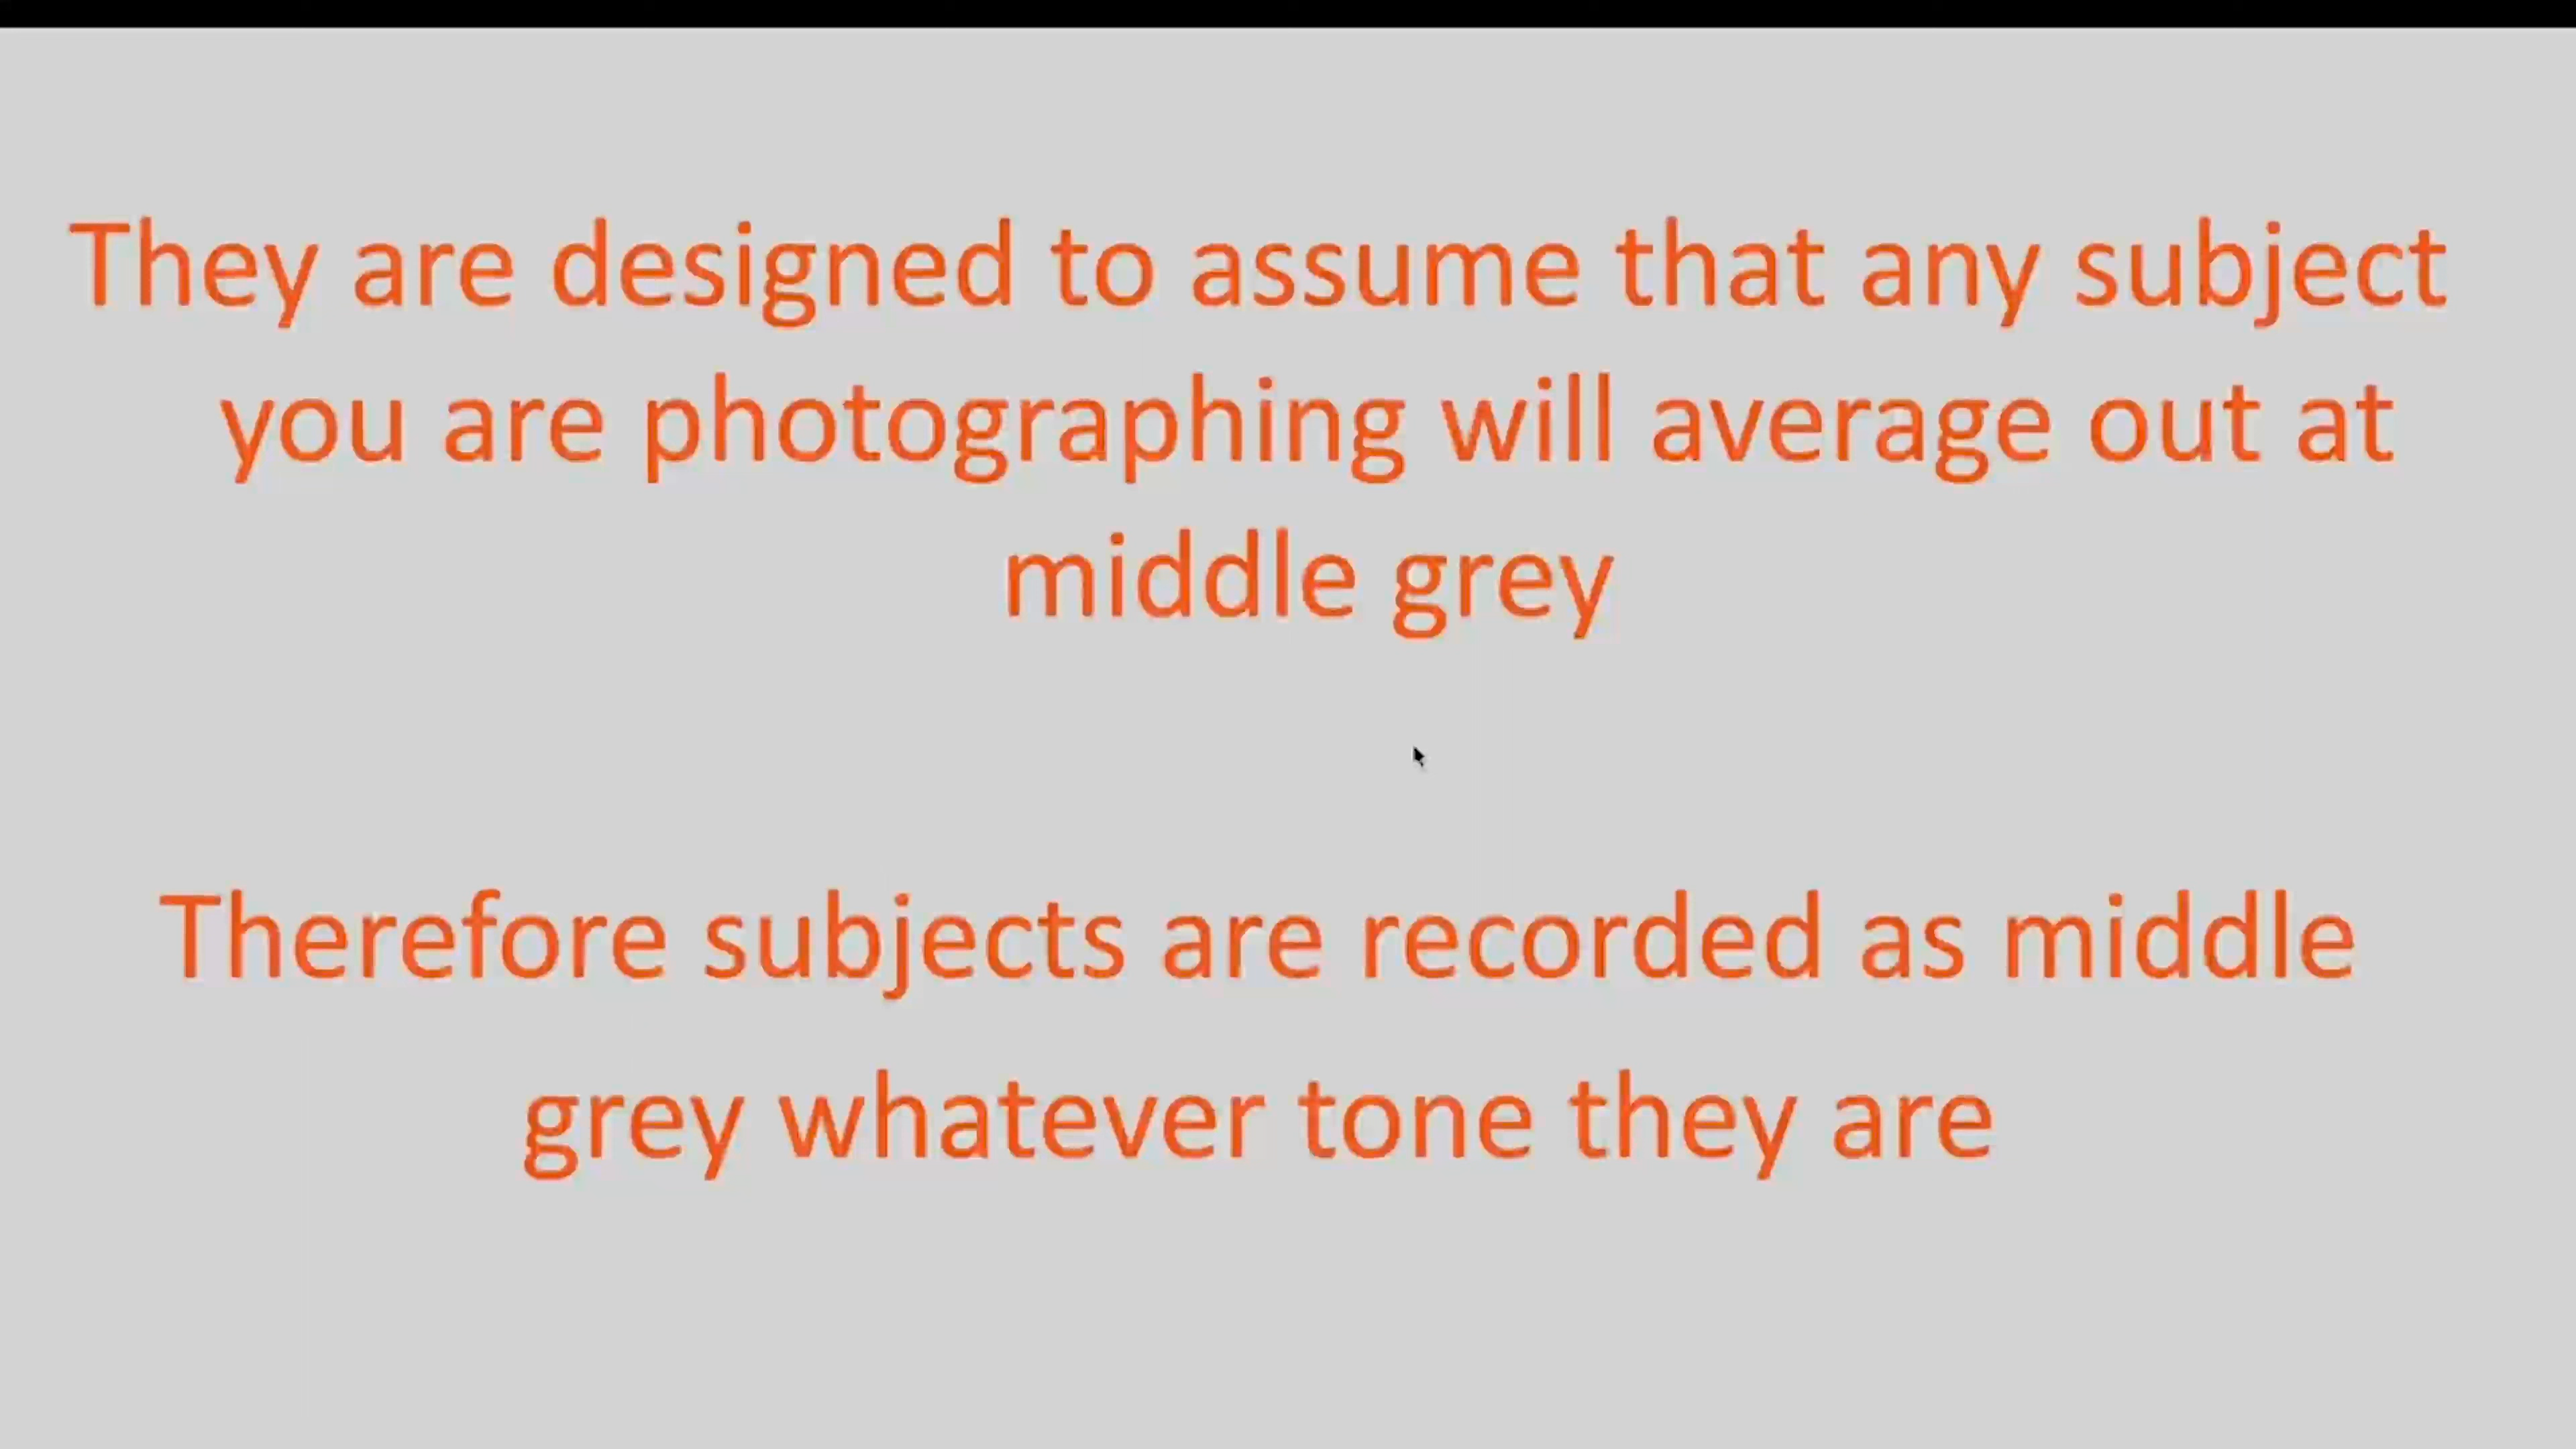 They are designed to assume that any subject
you are photographing will average out at
middle grey
Therefore subjects are recorded as middle
grey whatever tone they are